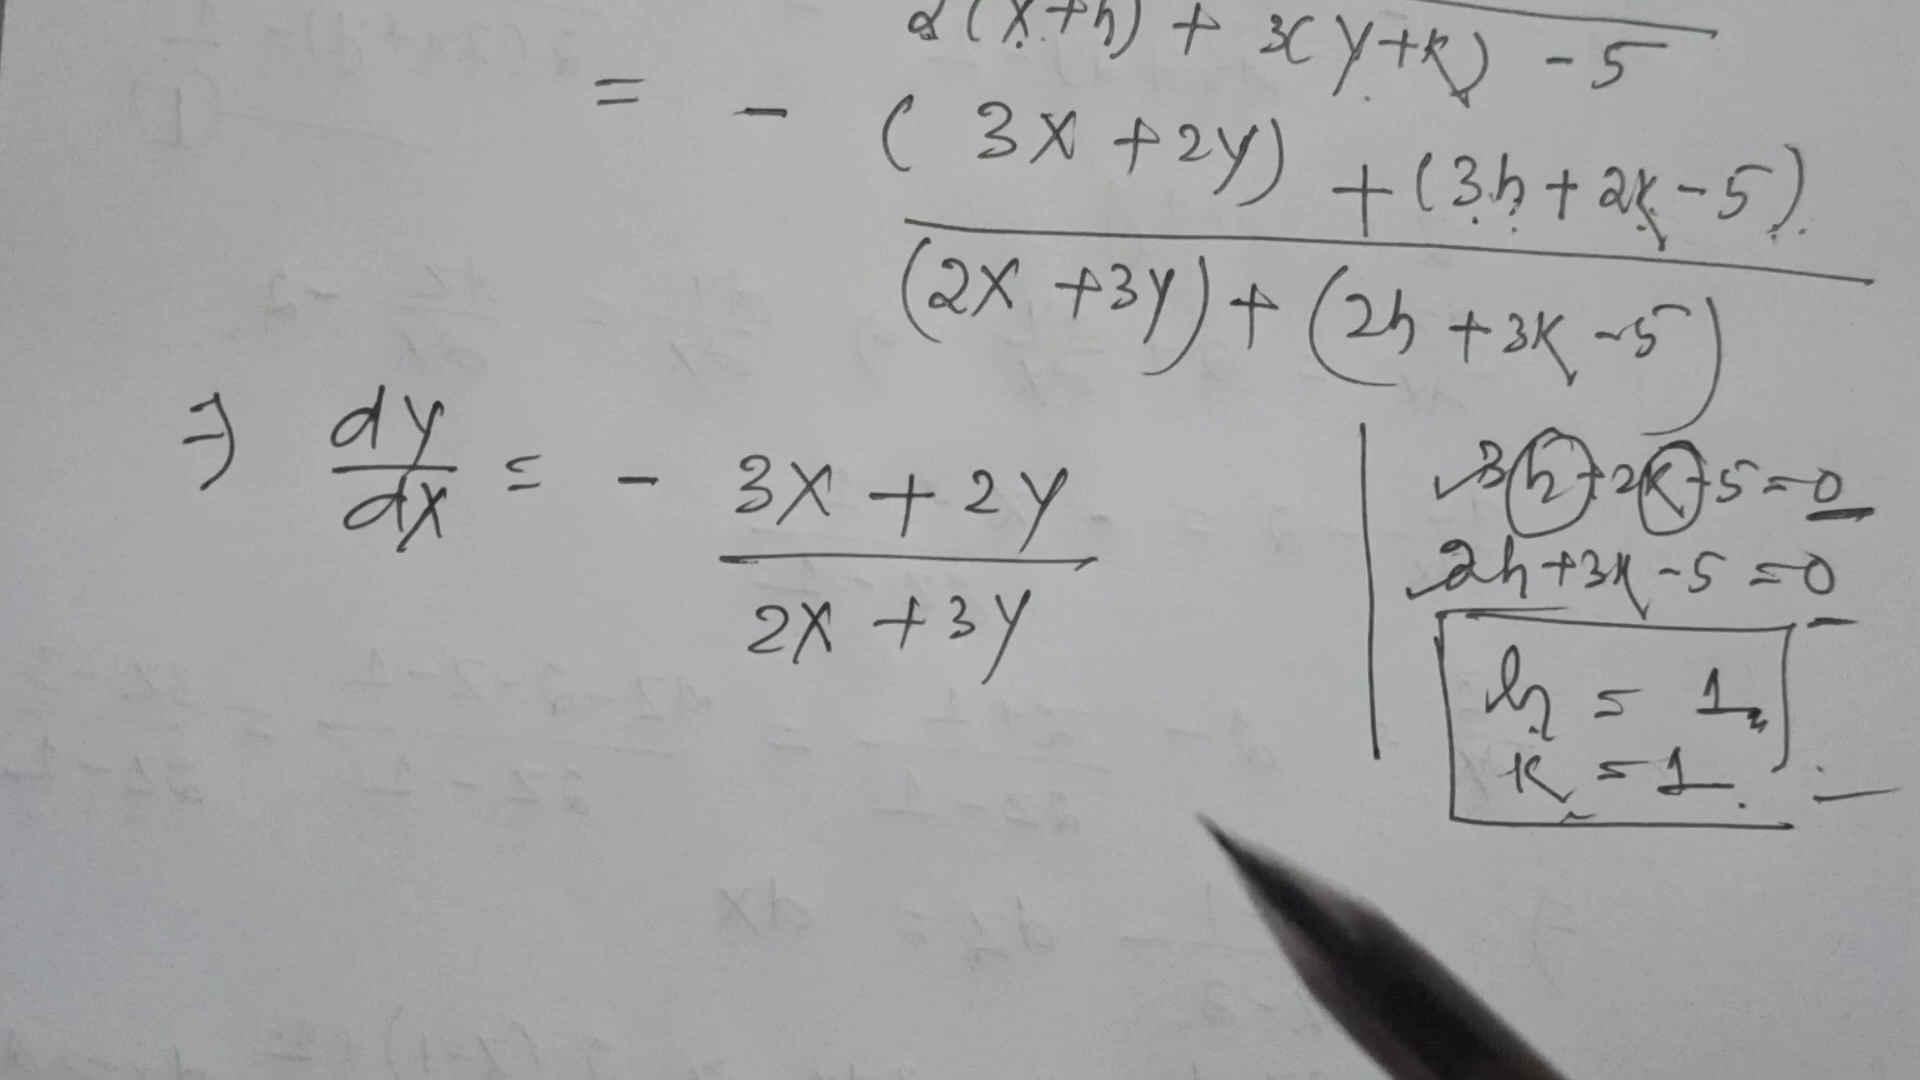 2(X+h) + 3(Y+K) - 5
= - (3X + 2Y) + (3h + 2K - 5)
(2X + 3Y) + (2h + 3K - 5)
⇒ dY/dX = - 3X + 2Y / 2X + 3Y
3h + 2K - 5 = 0
2h + 3K - 5 = 0
h = 1,
K = 1.